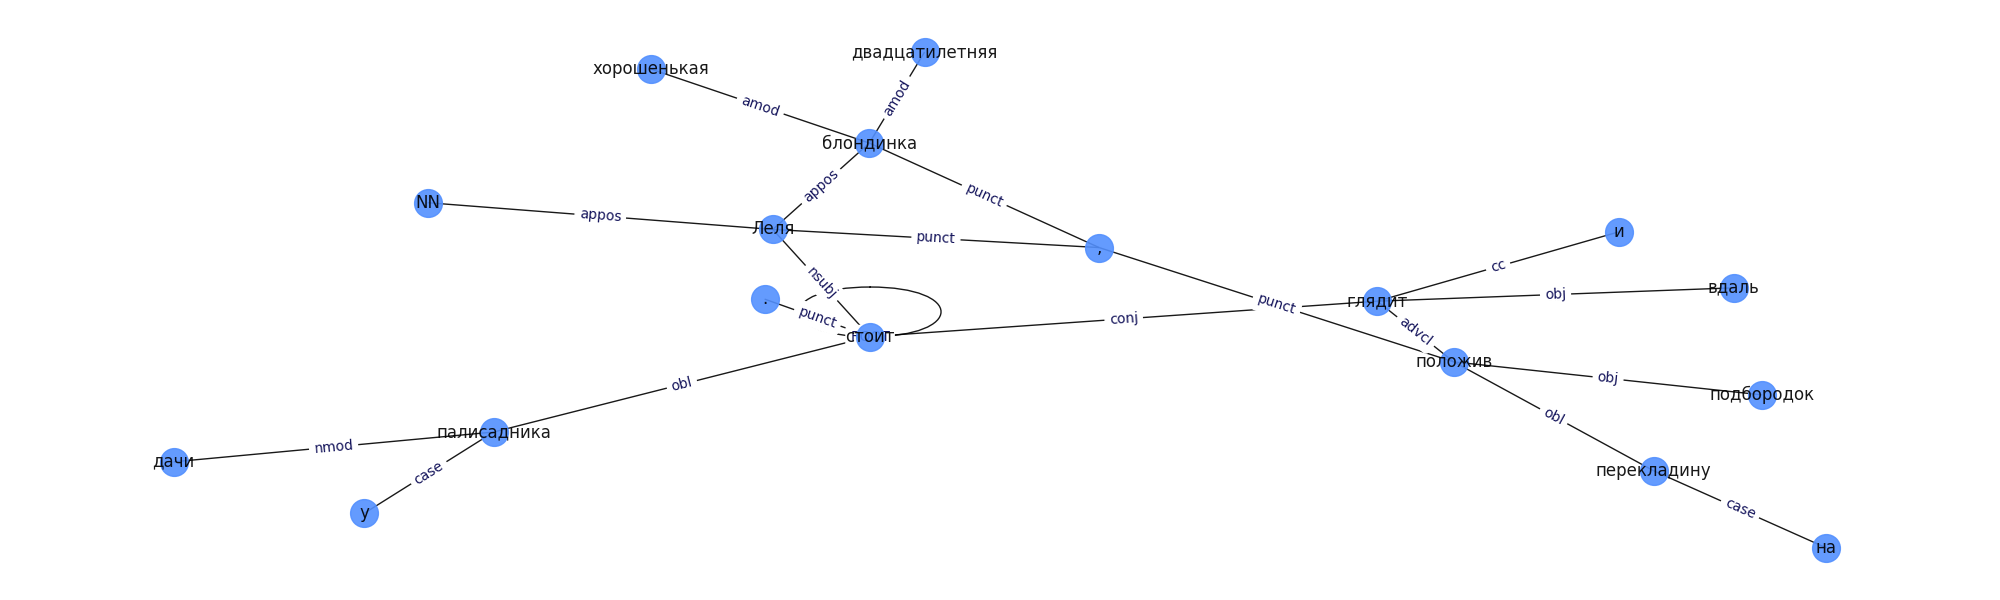 двадцатилетняя
хорошенькая
amod
amod
блондинка
appos
punct
NN
appos
Леля
punct
,
и
cc
nsubj
вдаль
obj
глядит
.
punct
punct
conj
advcl
стоит
положив
obj
подбородок
obl
obl
палисадника
nmod
дачи
case
перекладину
case
у
на